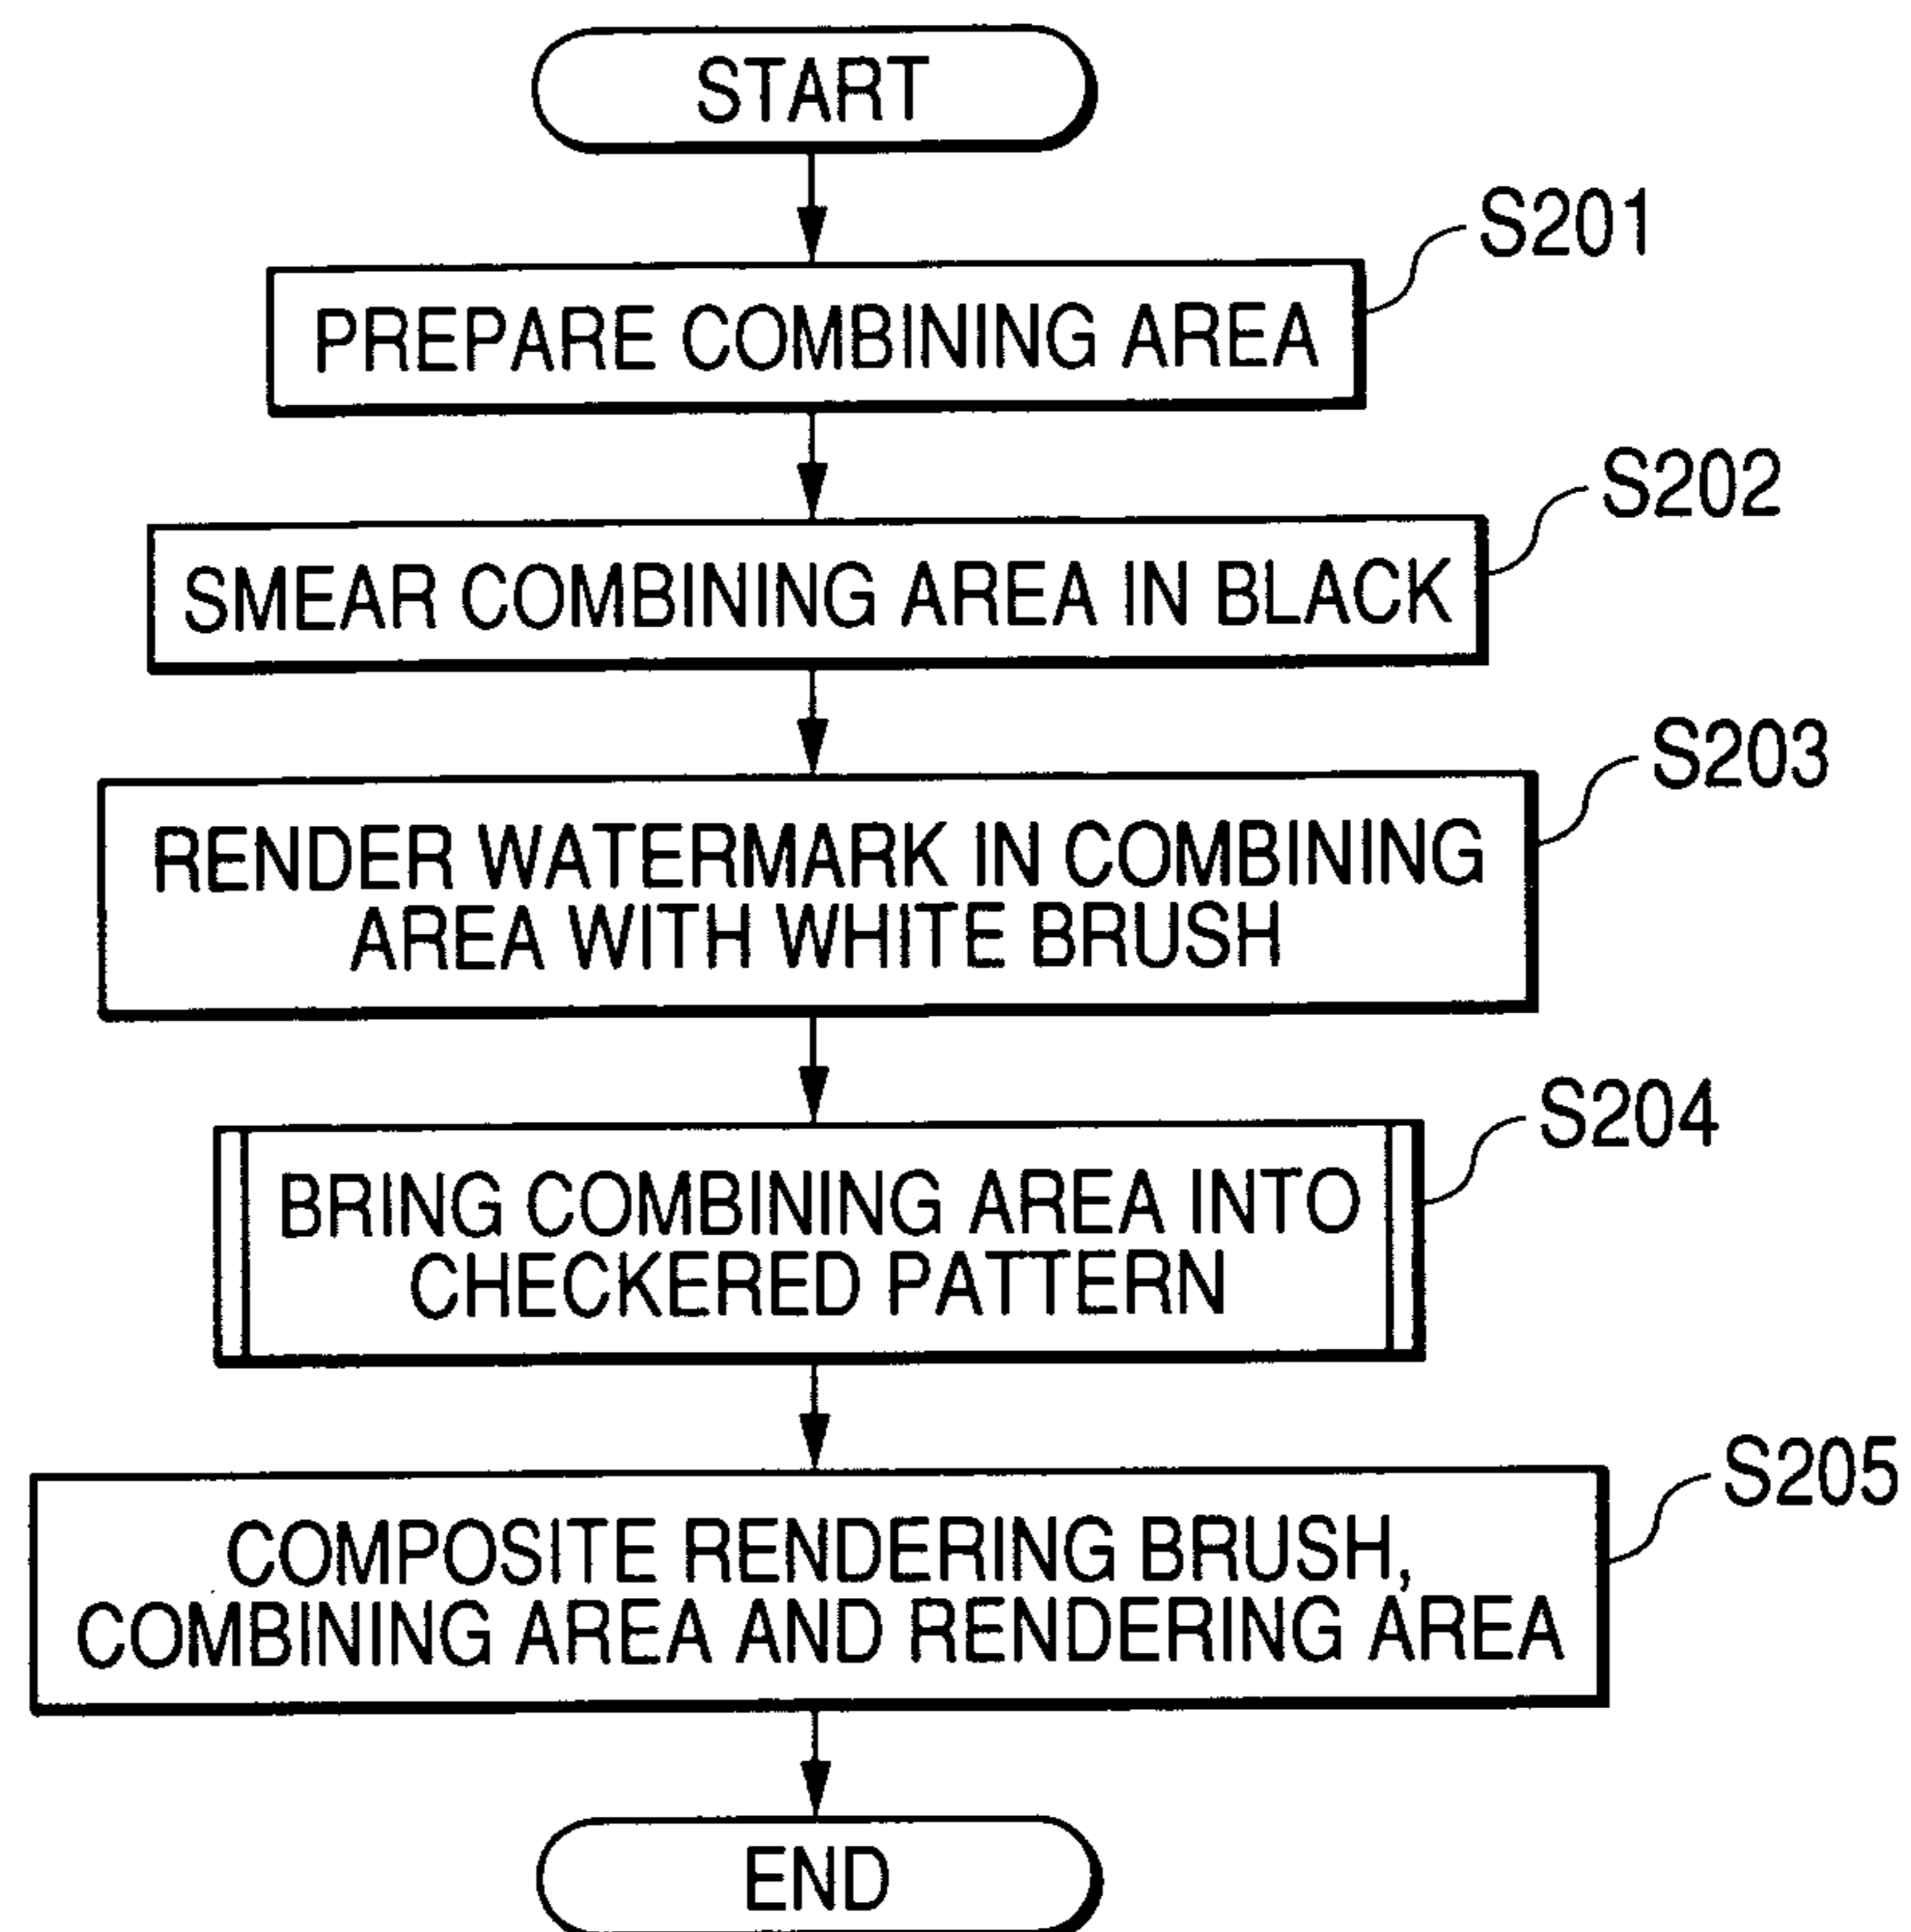 START
S201
PREPARE COMBINING AREA
S202
SMEAR COMBINING AREA IN BLACK
S203
RENDER WATERMARK IN COMBINING
AREA WITH WHITE BRUSH
S204
BRING COMBINING AREA INTO
CHECKERED PATTERN
S205
COMPOSITE RENDERING BRUSH,
COMBINING AREA AND RENDERING AREA
END